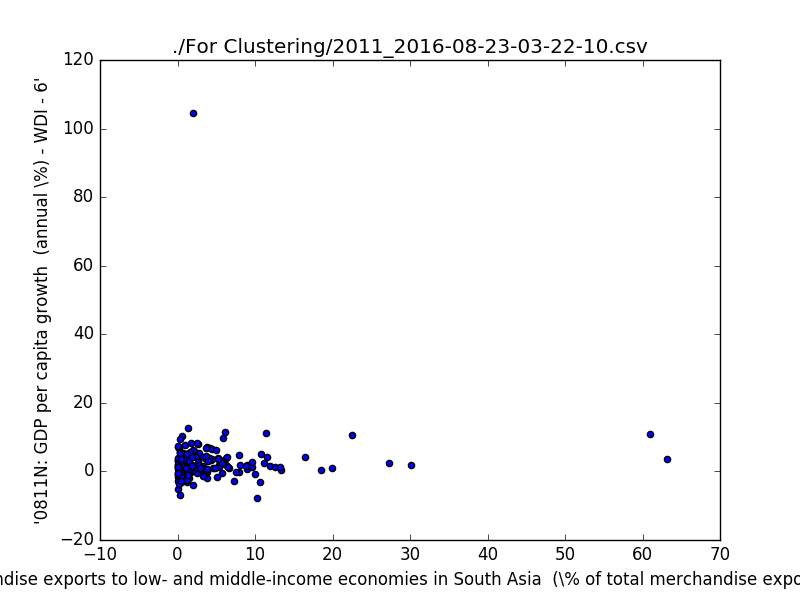 ./For Clustering/2011_2016-08-23-03-22-10.csv
120
100
80
60
40
20
0
−20
'0811N: GDP per capita growth  (annual \%) - WDI - 6'
−10 0 10 20 30 40 50 60 70
exports to low- and middle-income economies in South Asia  (\% of total merchandise